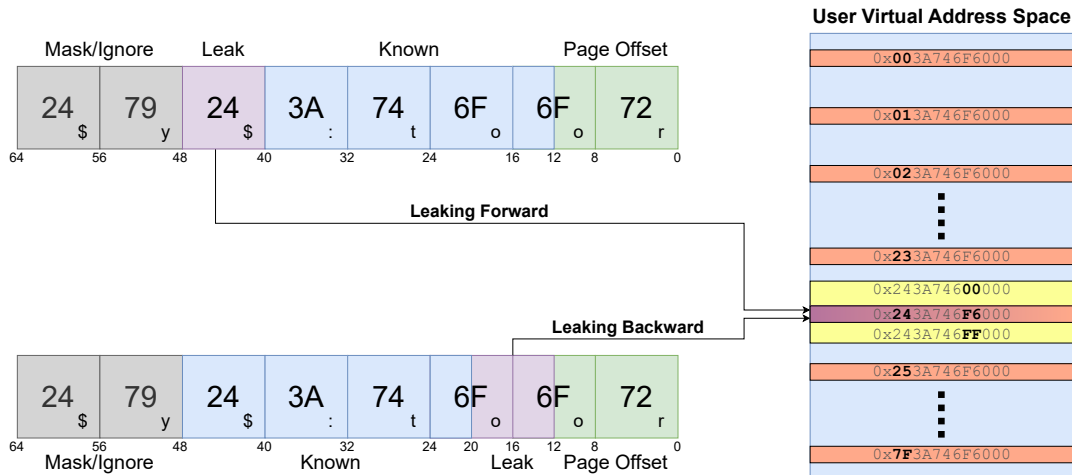 User Virtual Address Space
Mask/Ignore Leak Known Page Offset
24 $ 79 y 24 $ 3A : 74 t 6F o 6F o 72 r
64 56 48 40 32 24 16 12 8 0
Leaking Forward
Leaking Backward
24 $ 79 y 24 $ 3A : 74 t 6F o 6F o 72 r
64 56 48 40 32 24 20 16 12 8 0
Mask/Ignore Known Leak Page Offset
0x003A746F6000
0x013A746F6000
0x023A746F6000
0x233A746F6000
0x243A74600000
0x243A746F6000
0x243A746FF000
0x253A746F6000
0x7F3A746F6000